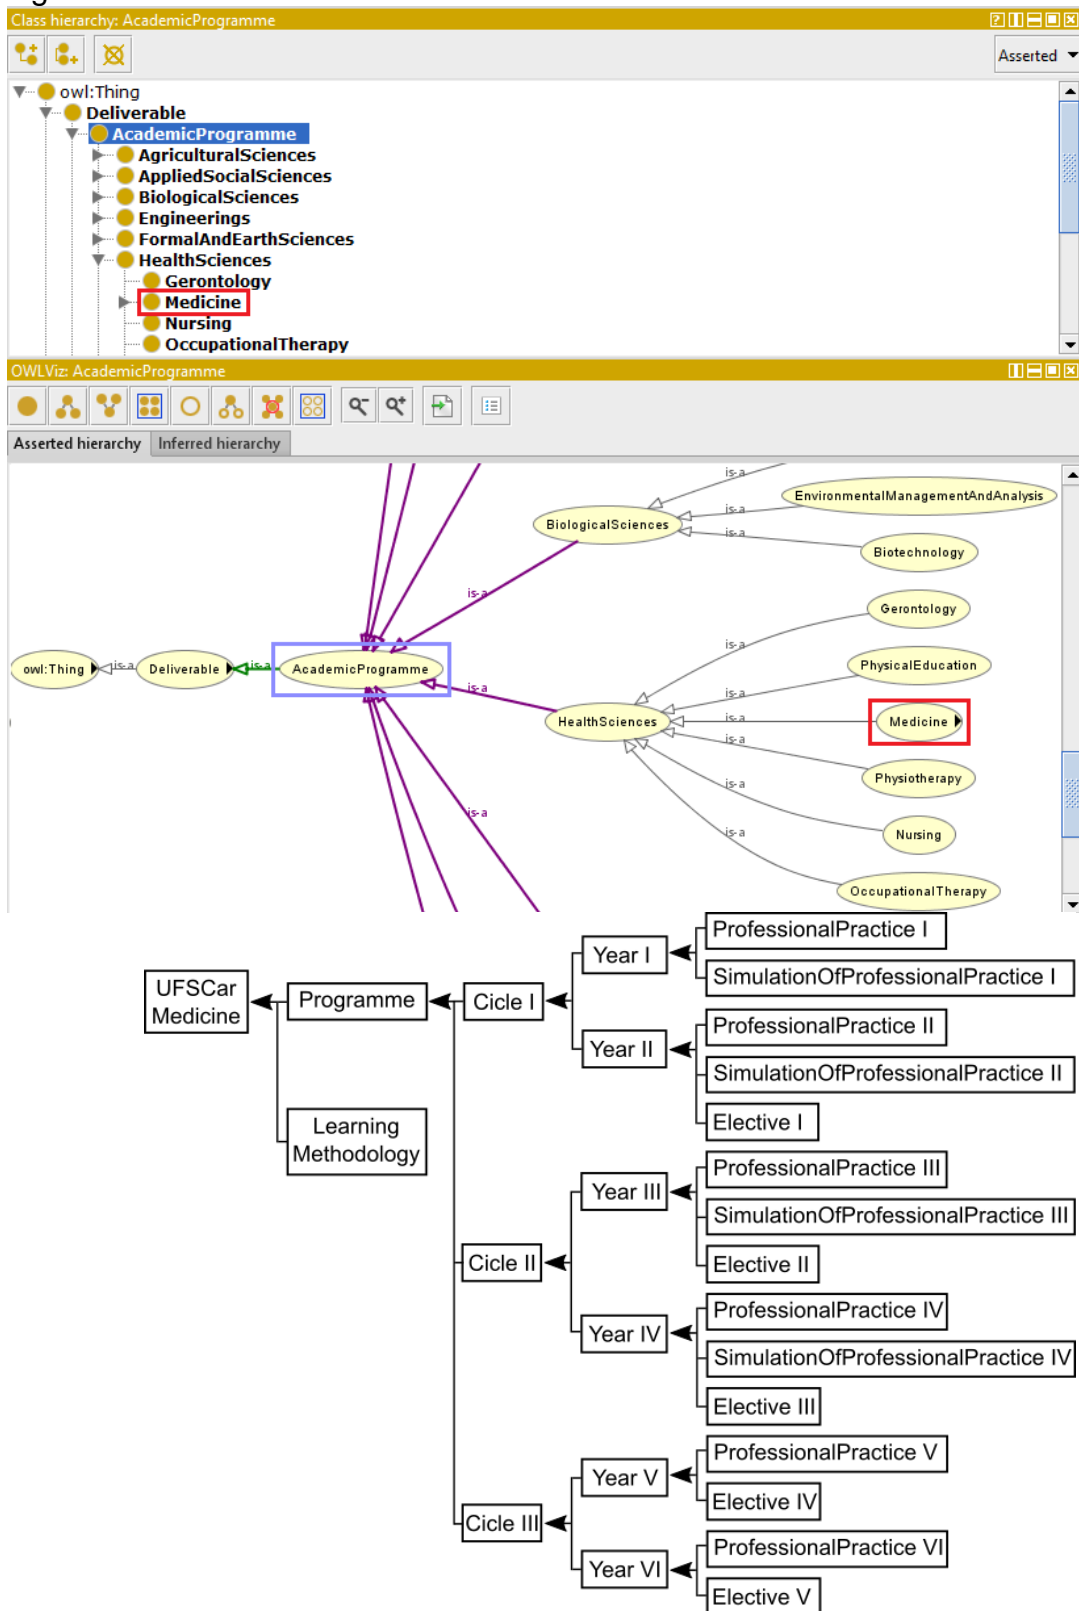 Class hierarchy: AcademicProgramme
Asserted
owl:Thing
Deliverable
AcademicProgramme
AgriculturalSciences
AppliedSocialSciences
BiologicalSciences
Engineerings
FormalAndEarthSciences
HealthSciences
Gerontology
Medicine
Nursing
OccupationalTherapy
OWLViz: AcademicProgramme
Asserted hierarchy Inferred hierarchy
is-a
EnvironmentalManagementAndAnalysis
BiologicalSciences
is-a
is-a
Biotechnology
is-a
Gerontology
is-a
owl:Thing is-a Deliverable is-a AcademicProgramme
PhysicalEducation
is-a
is-a
HealthSciences
is-a
Medicine
is-a
Physiotherapy
is-a
is-a
Nursing
is-a
OccupationalTherapy
UFSCar
Medicine
Programme
Learning
Methodology
Cicle I
Year I
ProfessionalPractice I
SimulationOfProfessionalPractice I
Year II
ProfessionalPractice II
SimulationOfProfessionalPractice II
Elective I
Cicle II
Year III
ProfessionalPractice III
SimulationOfProfessionalPractice III
Elective II
Year IV
ProfessionalPractice IV
SimulationOfProfessionalPractice IV
Elective III
Cicle III
Year V
ProfessionalPractice V
Elective IV
Year VI
ProfessionalPractice VI
Elective V